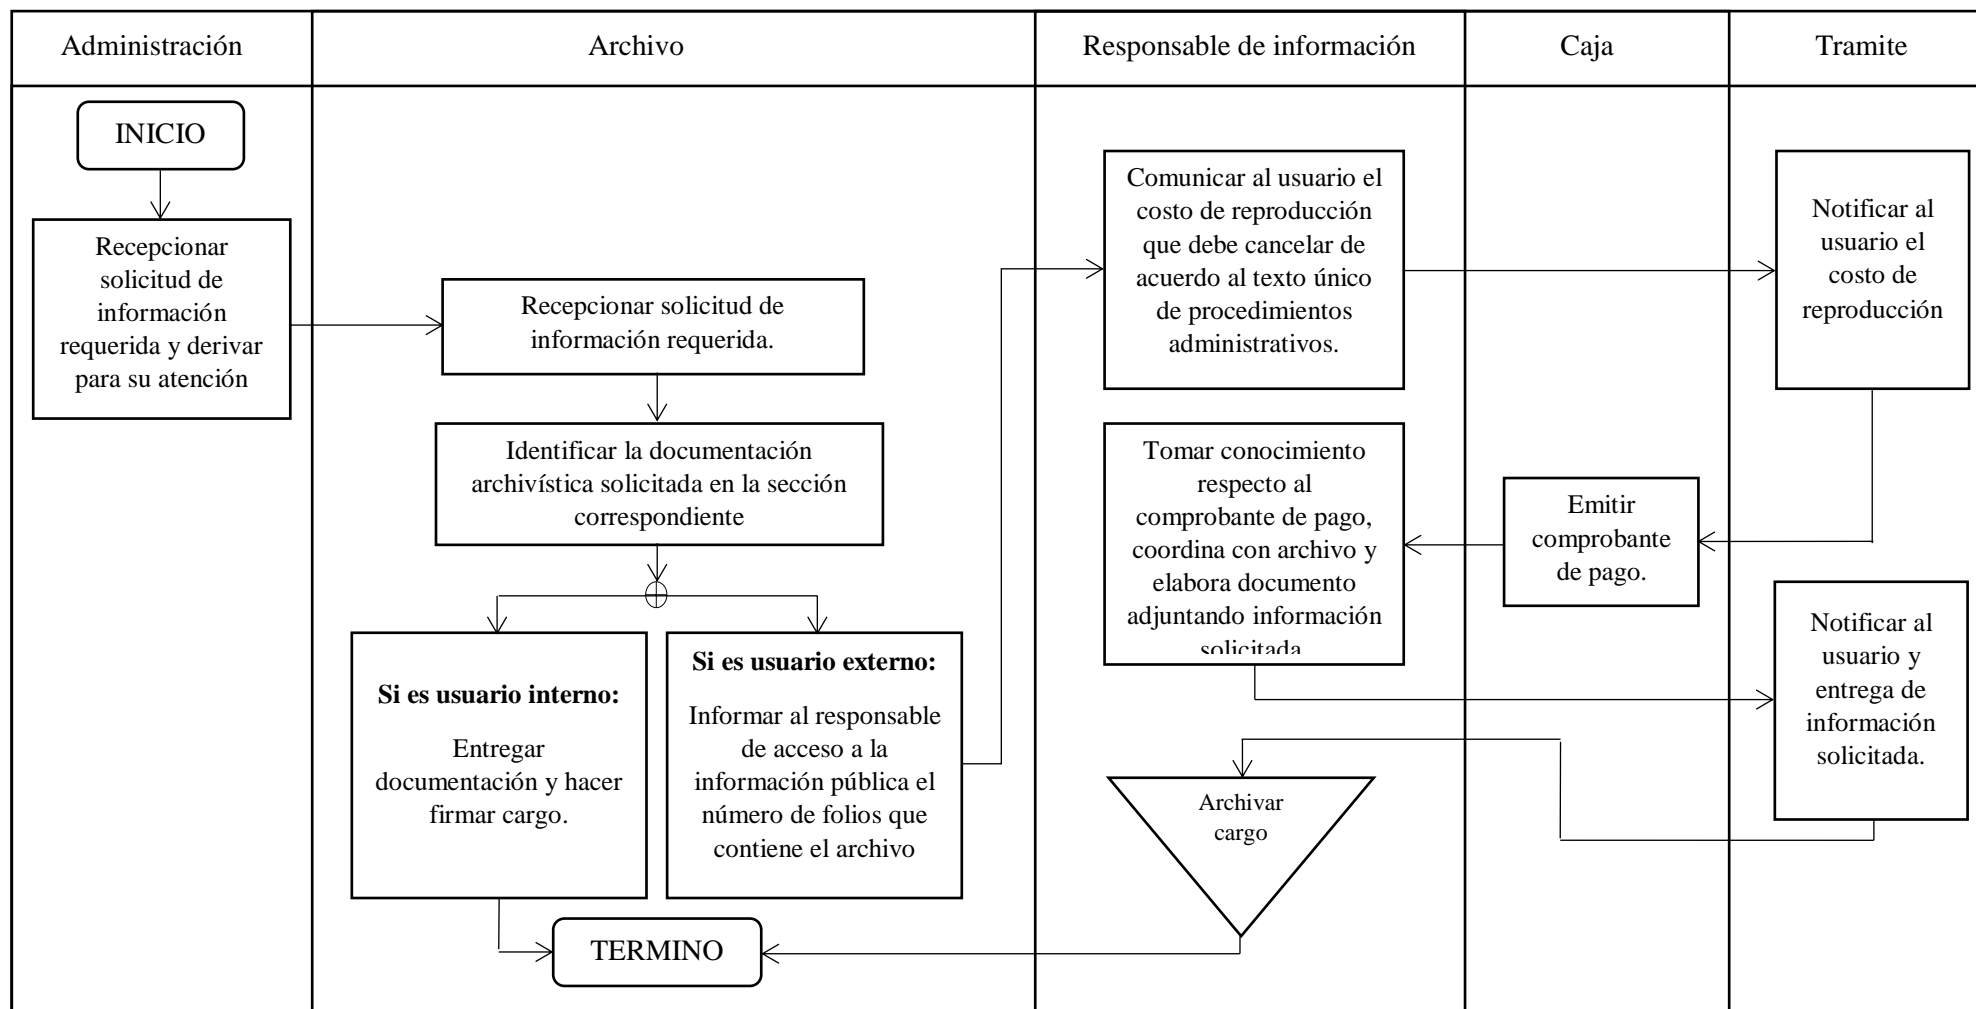 Administración
Archivo
Responsable de información
Caja
Tramite
INICIO
Recepcionar
solicitud de
información
requerida y derivar
para su atención
Recepcionar solicitud de
información requerida.
Identificar la documentación
archivística solicitada en la sección
correspondiente
Si es usuario interno:
Entregar
documentación y hacer
firmar cargo.
Si es usuario externo:
Informar al responsable
de acceso a la
información pública el
número de folios que
contiene el archivo
TERMINO
Comunicar al usuario el
costo de reproducción
que debe cancelar de
acuerdo al texto único
de procedimientos
administrativos.
Tomar conocimiento
respecto al
comprobante de pago,
coordina con archivo y
elabora documento
adjuntando información
solicitada
Archivar
cargo
Emitir
comprobante
de pago.
Notificar al
usuario el
costo de
reproducción
Notificar al
usuario y
entrega de
información
solicitada.